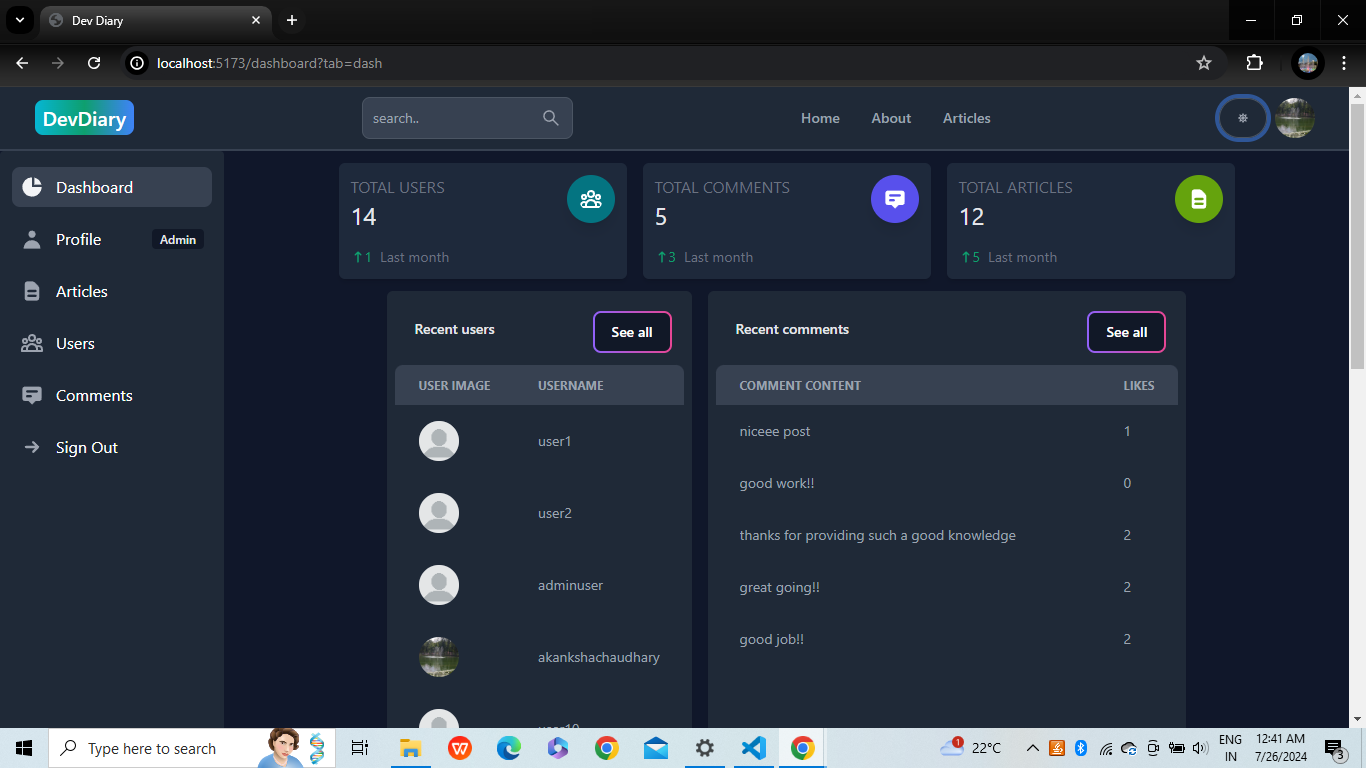 Dev Diary
localhost:5173/dashboard?tab=dash
DevDiary
search..
Home
About
Articles
Dashboard
Profile
Admin
Articles
Users
Comments
Sign Out
TOTAL USERS
14
1 Last month
TOTAL COMMENTS
5
3 Last month
TOTAL ARTICLES
12
5 Last month
Recent users
See all
USER IMAGE USERNAME
user1
user2
adminuser
akankshachaudhary
user10
Recent comments
See all
COMMENT CONTENT LIKES
niceee post 1
good work!! 0
thanks for providing such a good knowledge 2
great going!! 2
good job!! 2
Type here to search
1
22°C
ENG
IN
12:41 AM
7/26/2024
3